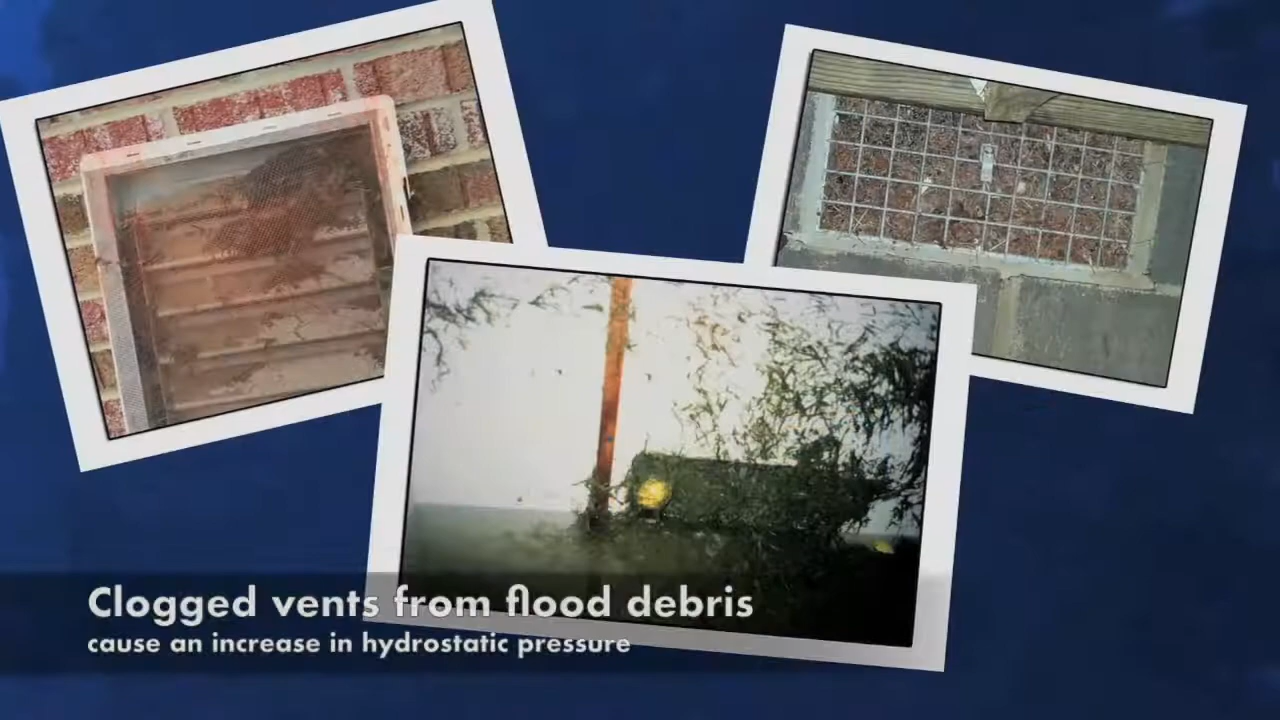 Clogged vents from flood debris
cause an increase in hydrostatic pressure